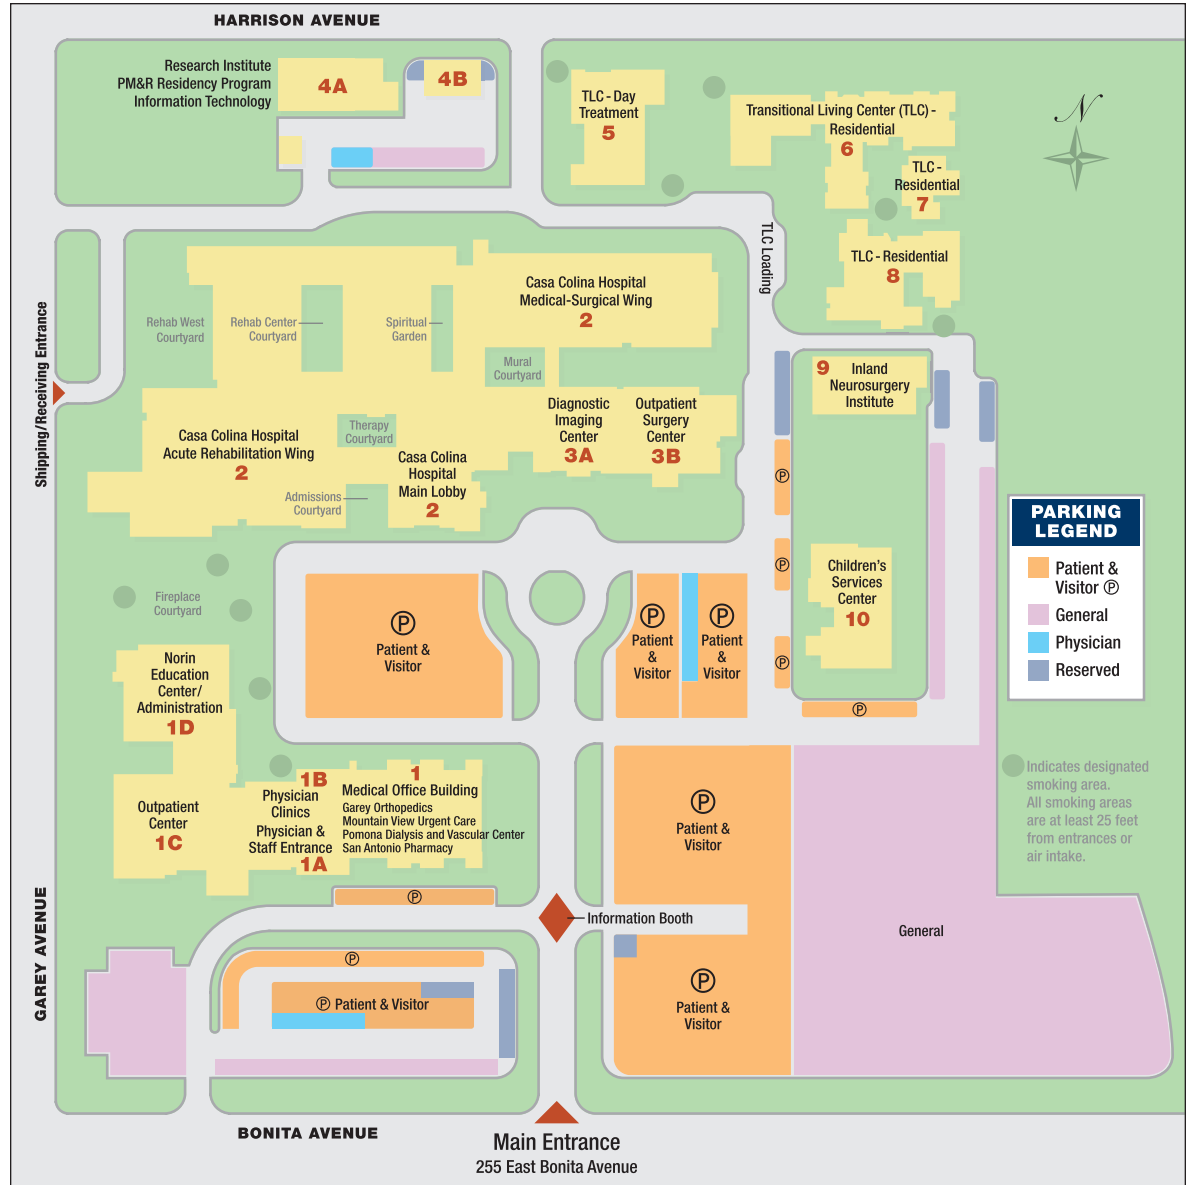 HARRISON AVENUE
Research Institute
PM&R Residency Program
Information Technology
4A
4B
TLC - Day
Treatment
5
Transitional Living Center (TLC) -
Residential
6
TLC -
Residential
7
N
TLC Loading
TLC - Residential
8
Shipping/Receiving Entrance
Rehab West
Courtyard
Rehab Center
Courtyard
Spiritual
Garden
Casa Colina Hospital
Medical-Surgical Wing
2
Mural
Courtyard
9
Inland
Neurosurgery
Institute
Casa Colina Hospital
Acute Rehabilitation Wing
2
Therapy
Courtyard
Casa Colina
Hospital
Main Lobby
2
Admissions
Courtyard
Diagnostic
Imaging
Center
3A
Outpatient
Surgery
Center
3B
P
P
P
P
PARKING
LEGEND
Patient &
Visitor P
General
Physician
Reserved
Children's
Services
Center
10
Fireplace
Courtyard
P
Patient &
Visitor
P
Patient
&
Visitor
P
Patient
&
Visitor
Norin
Education
Center/
Administration
1D
Outpatient
Center
1C
1B
Physician
Clinics
Physician &
Staff Entrance
1A
1
Medical Office Building
Garey Orthopedics
Mountain View Urgent Care
Pomona Dialysis and Vascular Center
San Antonio Pharmacy
P
Patient &
Visitor
Indicates designated
smoking area.
All smoking areas
are at least 25 feet
from entrances or
air intake.
GAREY AVENUE
P
Information Booth
General
P
P Patient & Visitor
P
Patient &
Visitor
BONITA AVENUE
Main Entrance
255 East Bonita Avenue